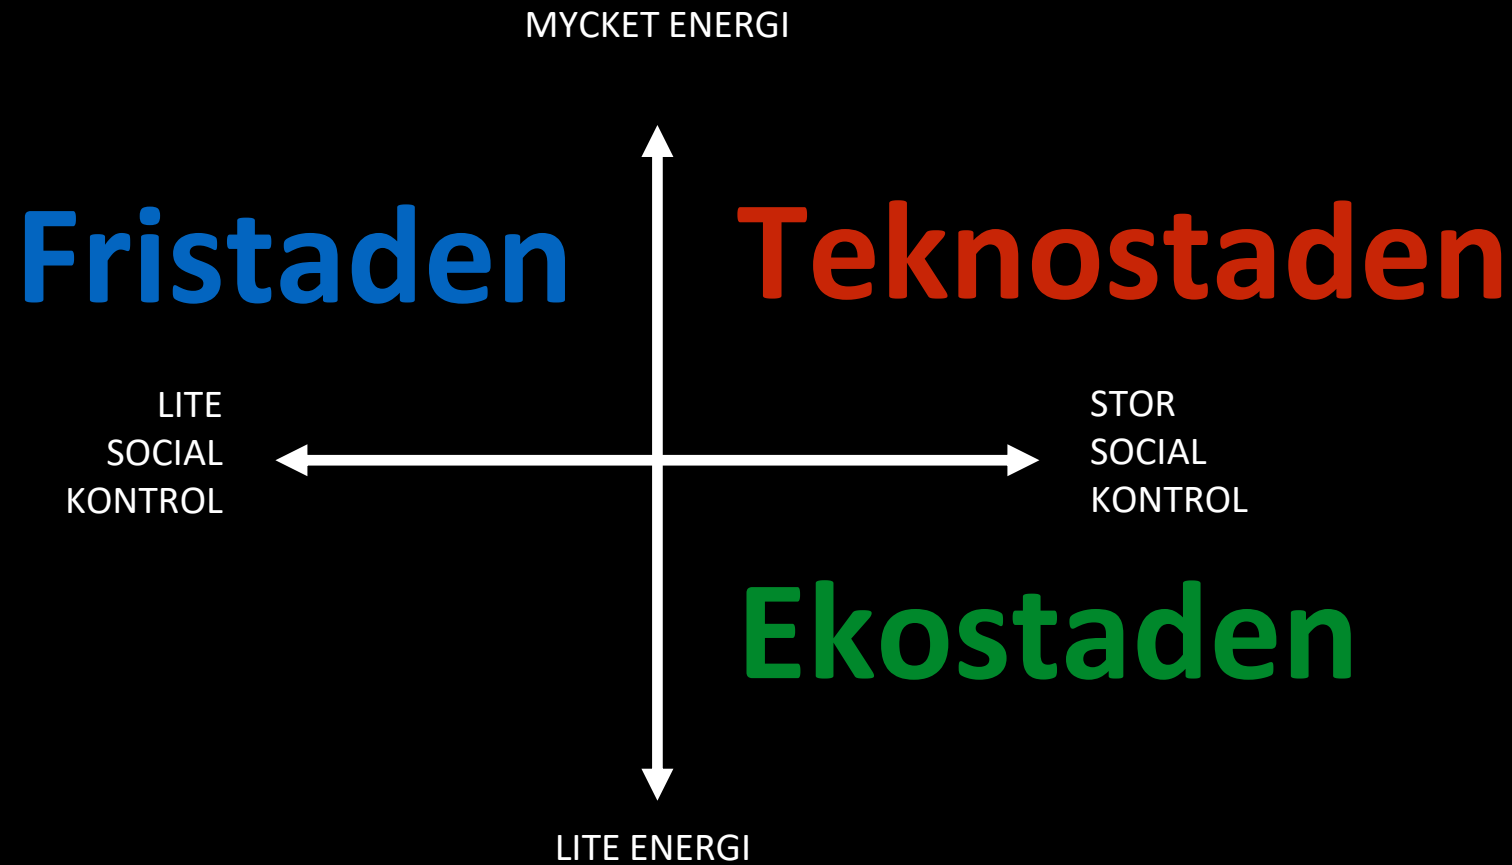 MYCKET ENERGI
Fristaden
Teknostaden
LITE
SOCIAL
KONTROL
STOR
SOCIAL
KONTROL
Ekostaden
LITE ENERGI